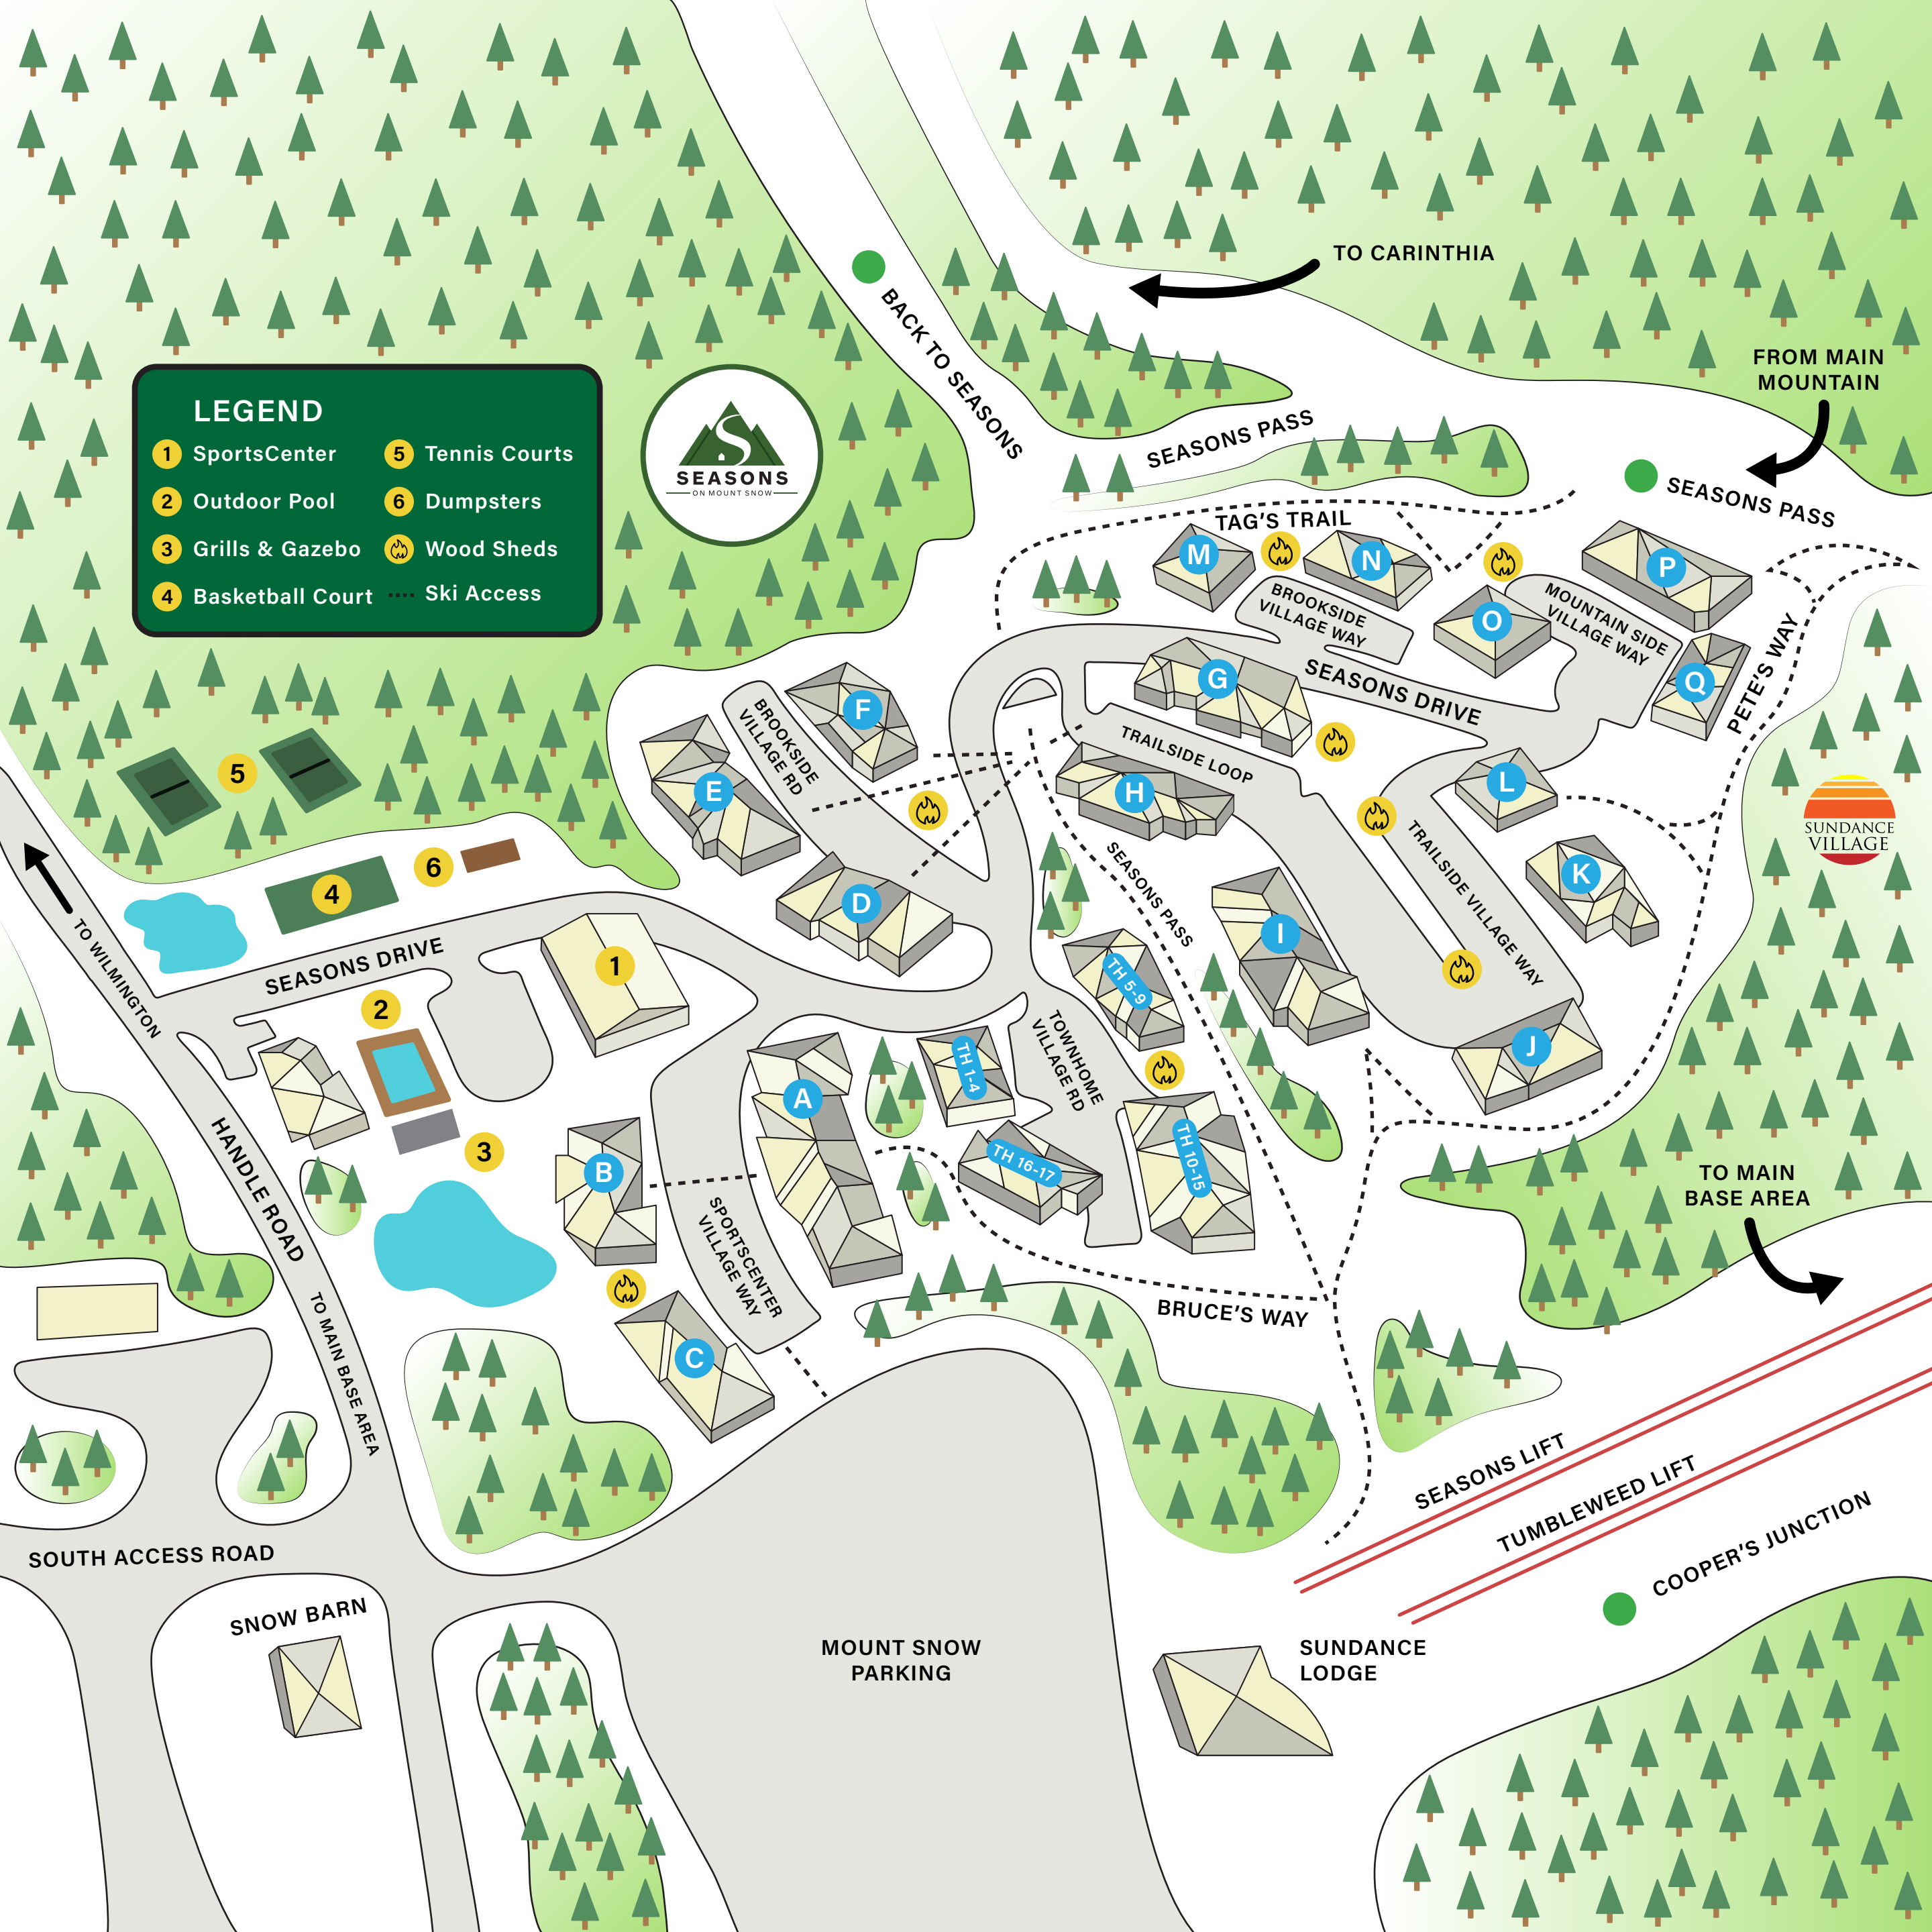 TO CARINTHIA
BACK TO SEASONS
FROM MAIN
MOUNTAIN
LEGEND
1 SportsCenter
2 Outdoor Pool
3 Grills & Gazebo
4 Basketball Court
5 Tennis Courts
6 Dumpsters
Wood Sheds
Ski Access
SEASONS
ON MOUNT SNOW
SEASONS PASS
SEASONS PASS
TAG'S TRAIL
M
N
P
BROOKSIDE
VILLAGE WAY
O
MOUNTAIN SIDE
VILLAGE WAY
Q
PETE'S WAY
G
SEASONS DRIVE
F
BROOKSIDE
VILLAGE RD
E
TRAILSIDE LOOP
H
L
5
SUNDANCE
VILLAGE
6
4
D
SEASONS PASS
TRAILSIDE VILLAGE WAY
K
I
TO WILMINGTON
SEASONS DRIVE
1
2
TH 5-9
TOWNHOME
VILLAGE RD
J
A
TH 1-4
HANDLE ROAD
3
B
TH 16-17
TH 10-15
TO MAIN
BASE AREA
SPORTSCENTER
VILLAGE WAY
BRUCE'S WAY
TO MAIN BASE AREA
C
SEASONS LIFT
TUMBLEWEED LIFT
COOPER'S JUNCTION
SOUTH ACCESS ROAD
SNOW BARN
MOUNT SNOW
PARKING
SUNDANCE
LODGE